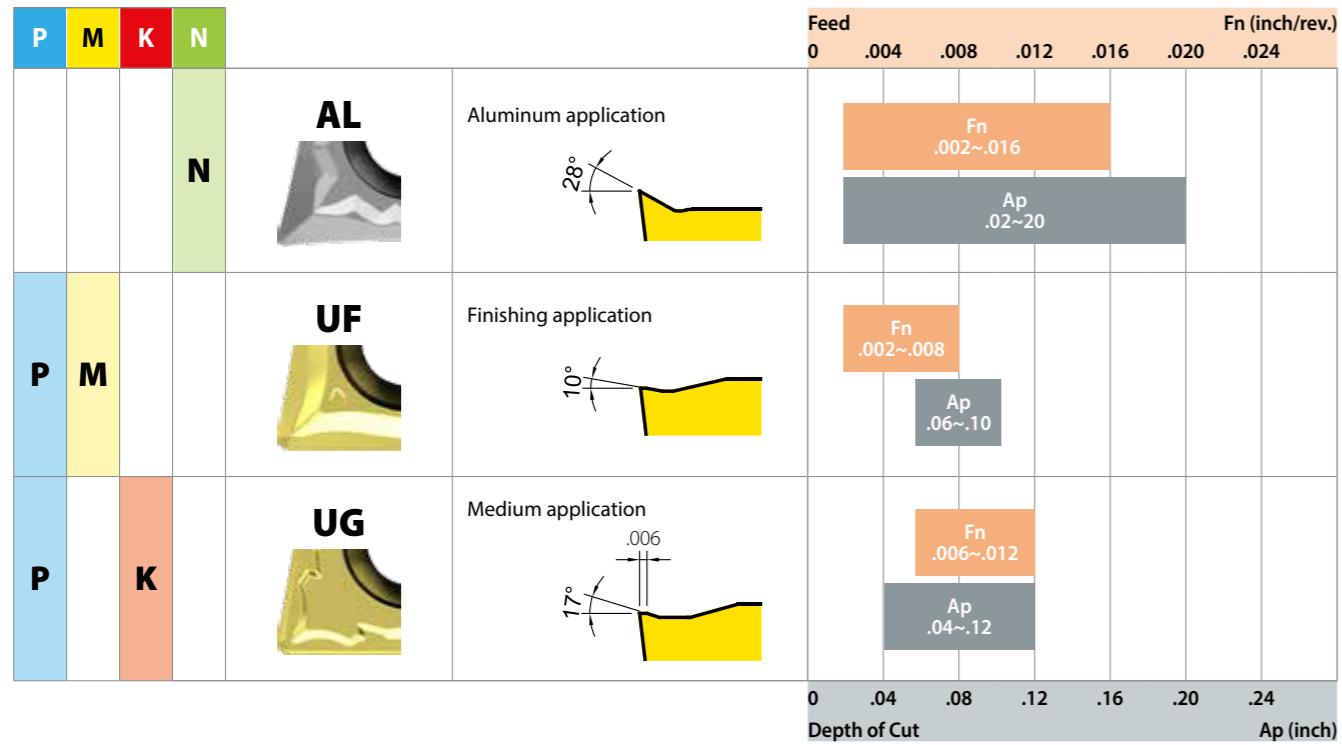 P M K N
Feed Fn (inch/rev.)
0 .004 .008 .012 .016 .020 .024
N
AL
Aluminum application
28°
Fn
.002~.016
Ap
.02~20
P M
UF
Finishing application
10°
Fn
.002~.008
Ap
.06~.10
P K
UG
Medium application
.006
17°
Fn
.006~.012
Ap
.04~.12
0 .04 .08 .12 .16 .20 .24
Depth of Cut Ap (inch)